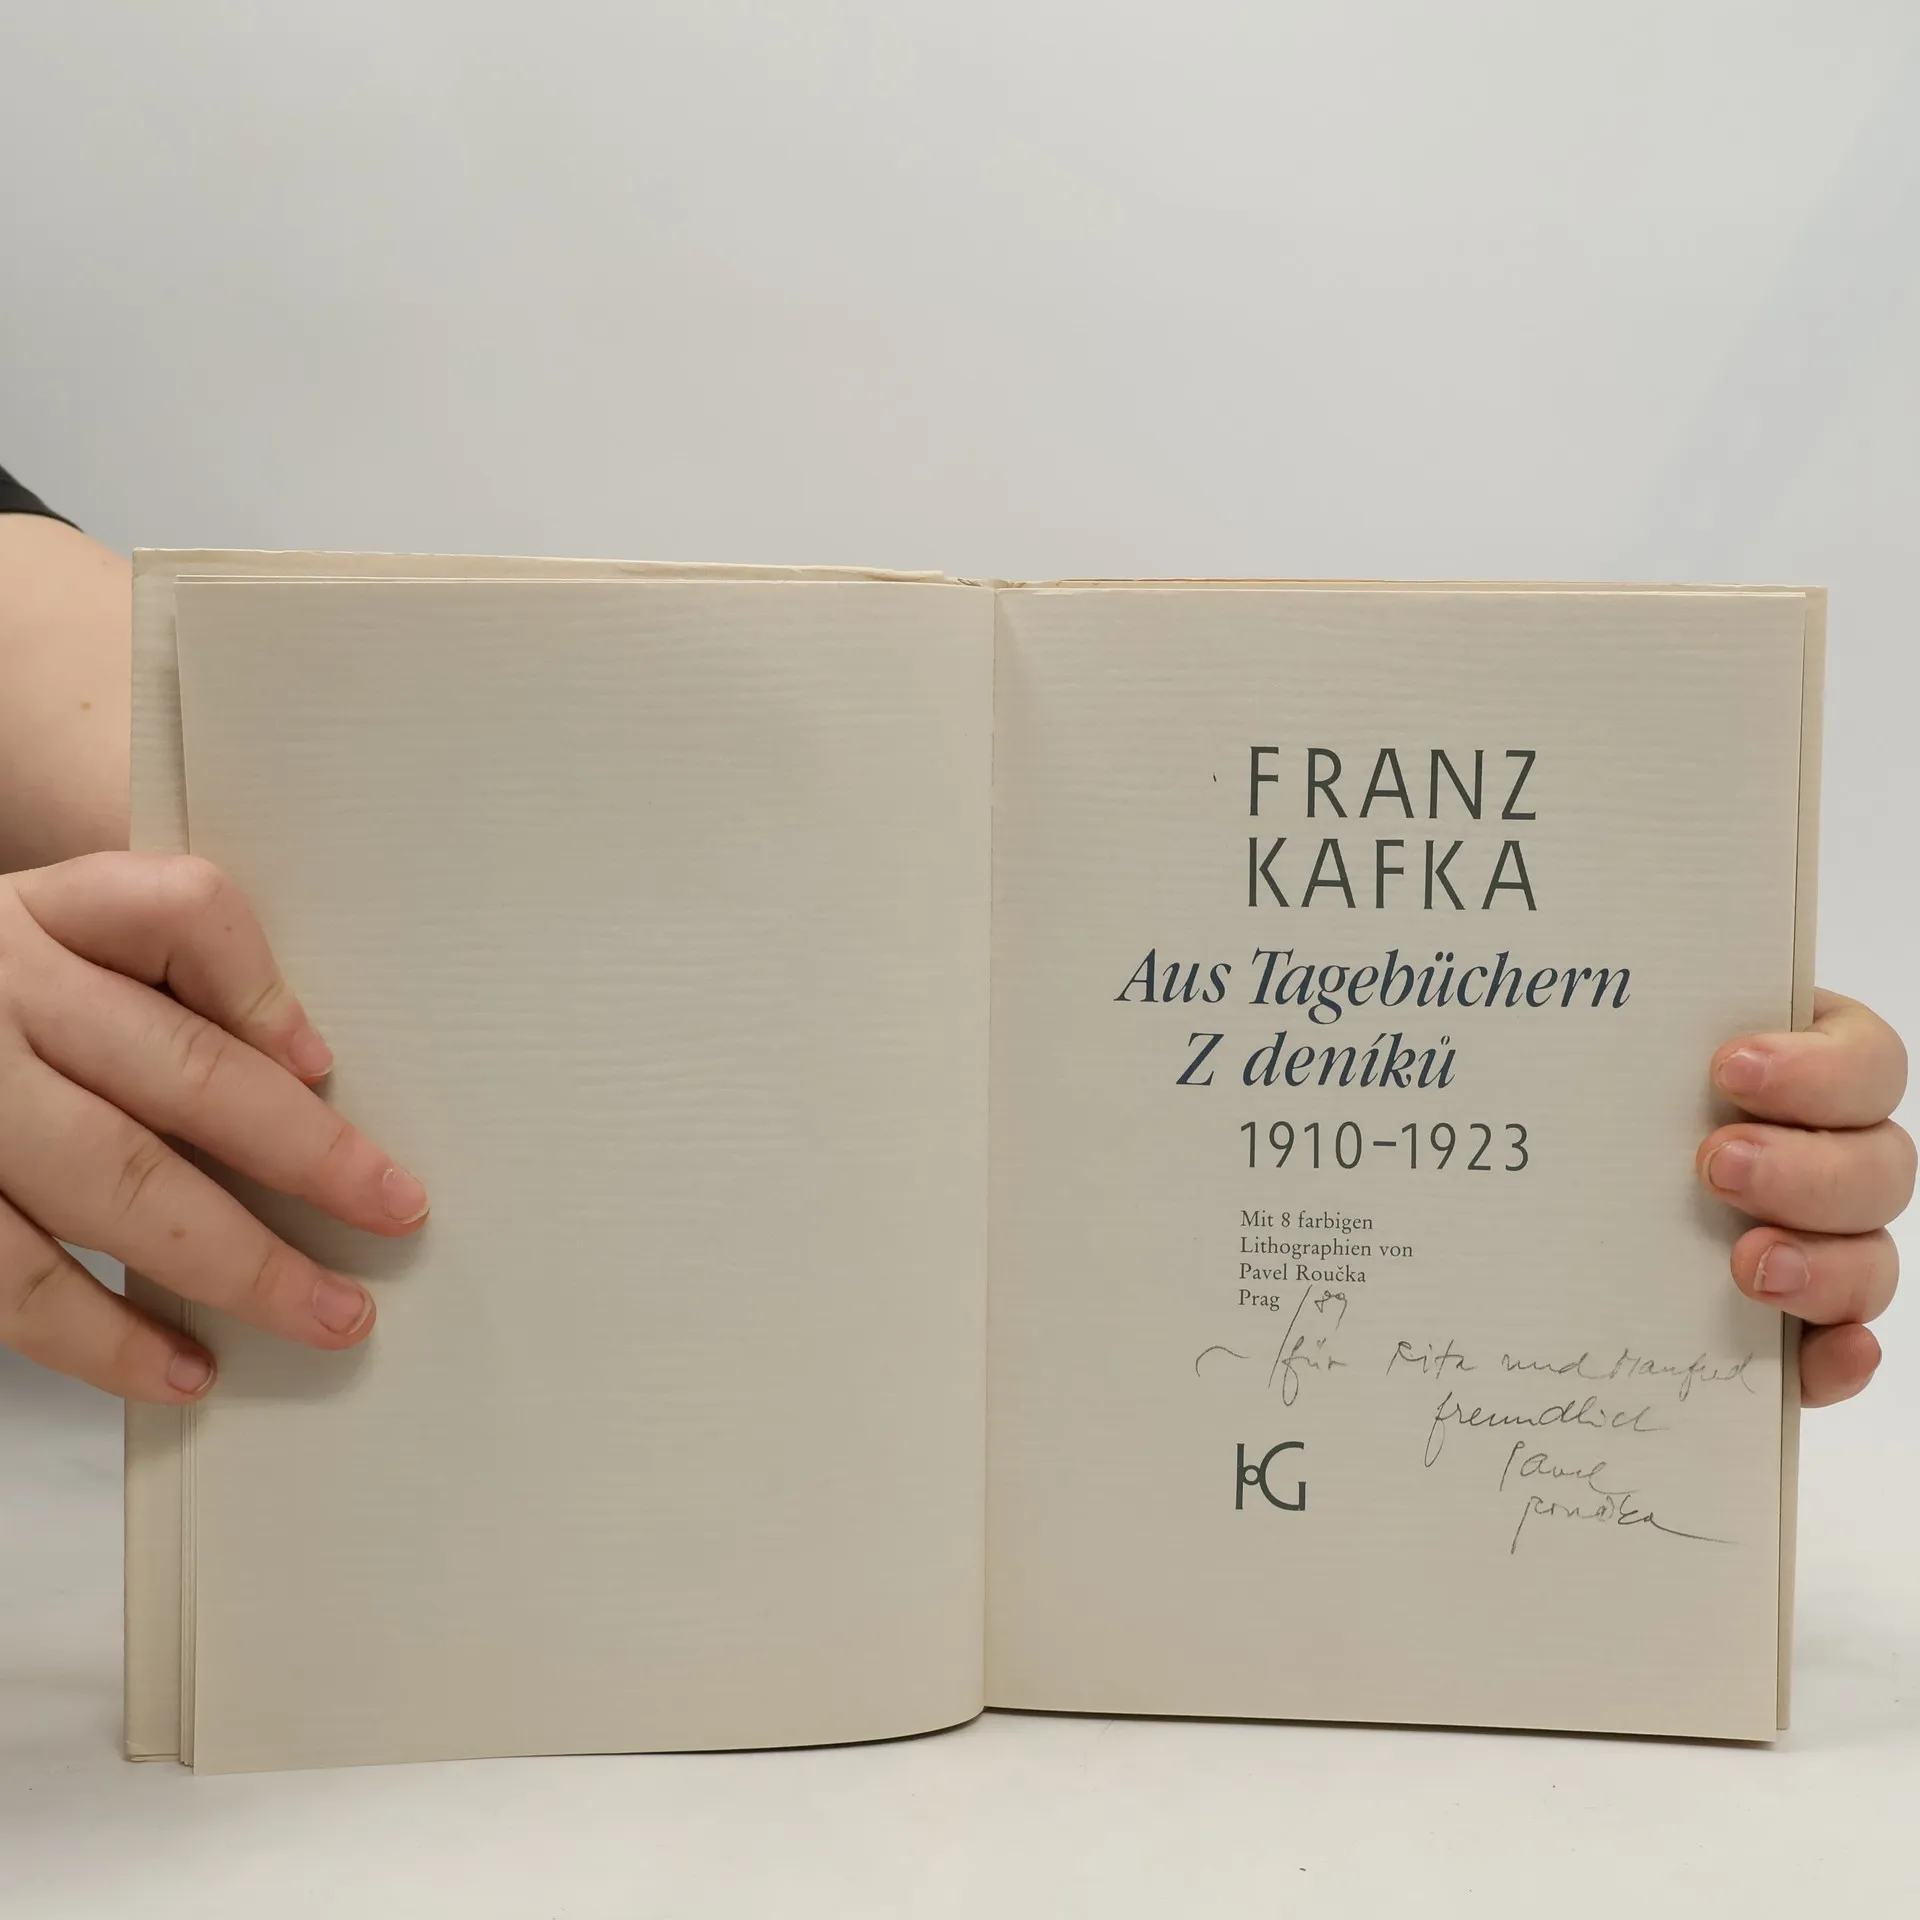 FRANZ
KAFKA
Aus Tagebüchern
Z deníků
1910–1923
Mit 8 farbigen
Lithographien von
Pavel Roučka
Prag /89
für Rita und Manfred
freundlich
Pavel
Roučka